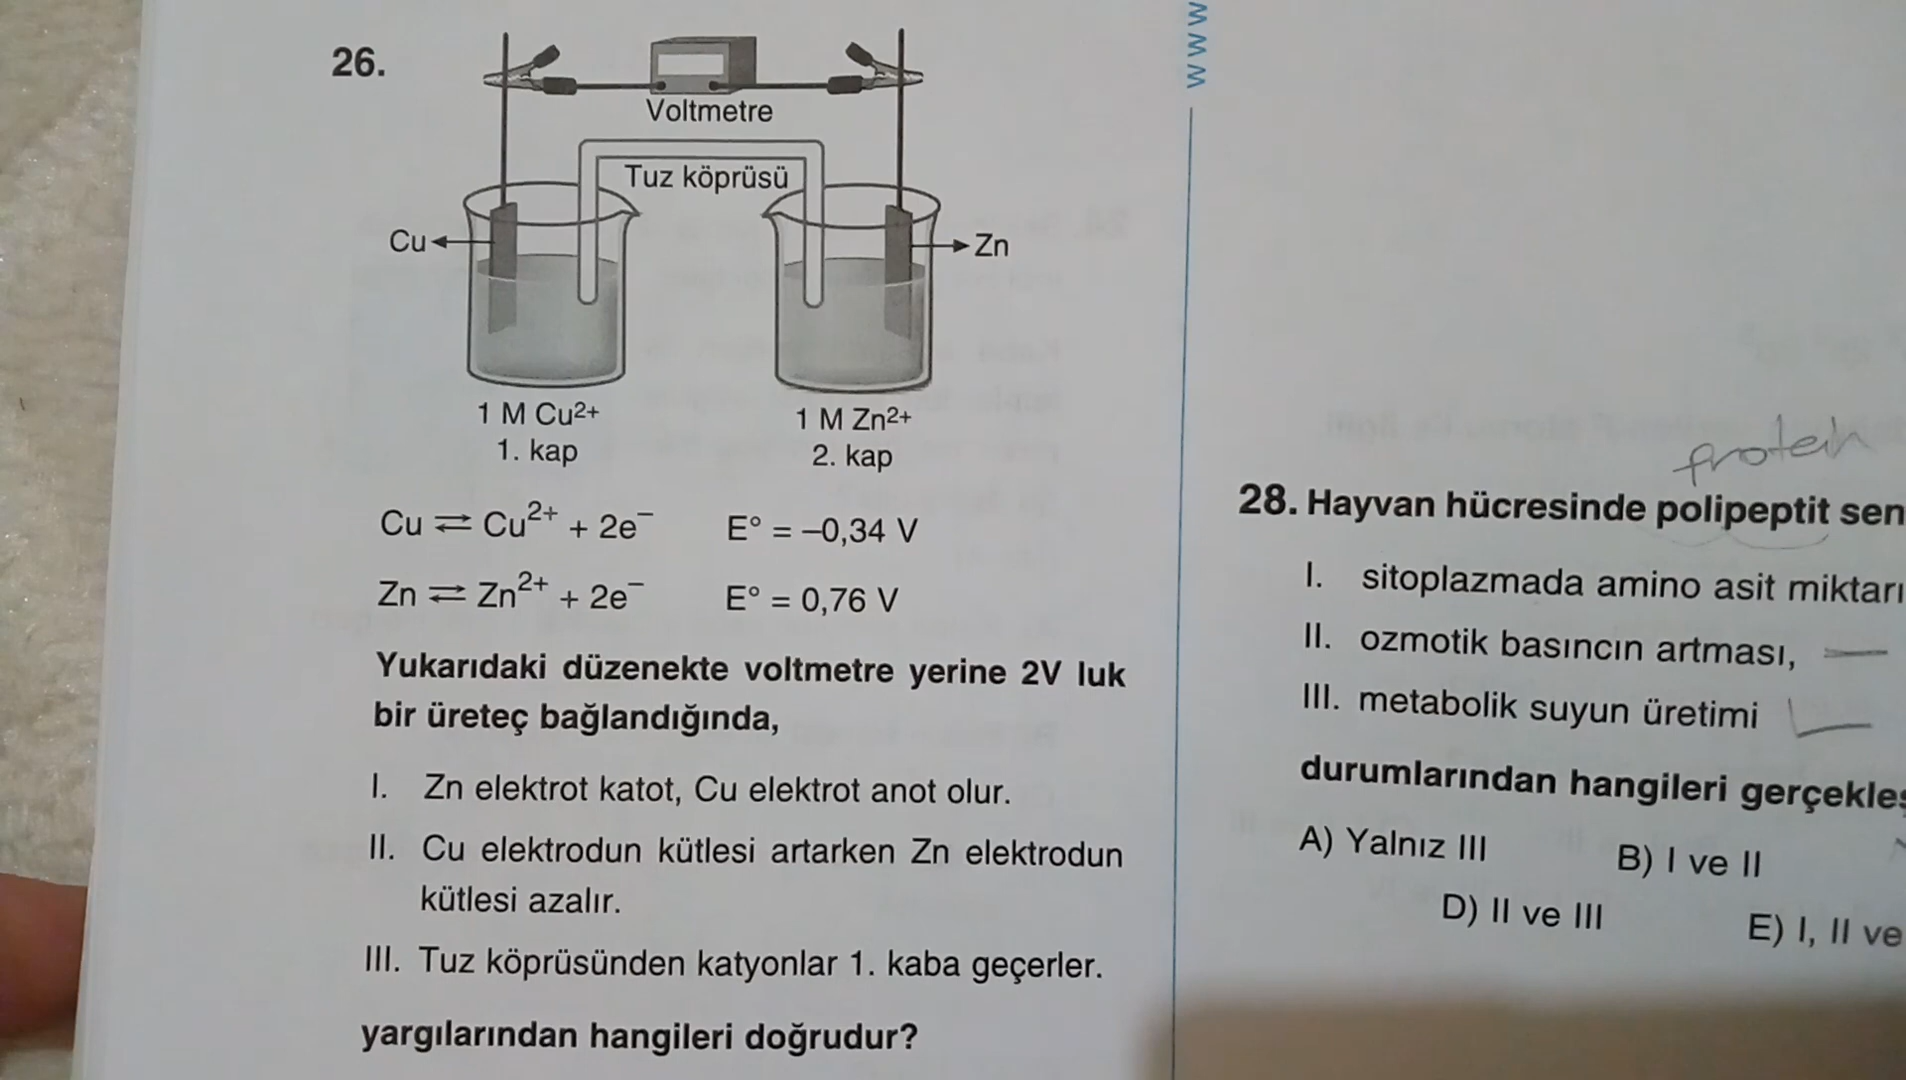 26.
Voltmetre
Tuz köprüsü
Cu
Zn
1 M Cu2+
1. kap
1 M Zn2+
2. kap
Cu ⇌ Cu²⁺ + 2e⁻ E° = –0,34 V
Zn ⇌ Zn²⁺ + 2e⁻ E° = 0,76 V
Yukarıdaki düzenekte voltmetre yerine 2V luk
bir üreteç bağlandığında,
I. Zn elektrot katot, Cu elektrot anot olur.
II. Cu elektrodun kütlesi artarken Zn elektrodun
kütlesi azalır.
III. Tuz köprüsünden katyonlar 1. kaba geçerler.
yargılarından hangileri doğrudur?
www
protein
28. Hayvan hücresinde polipeptit sen
I. sitoplazmada amino asit miktarı
II. ozmotik basıncın artması,
III. metabolik suyun üretimi
durumlarından hangileri gerçekleş
A) Yalnız III
B) I ve II
D) II ve III
E) I, II ve